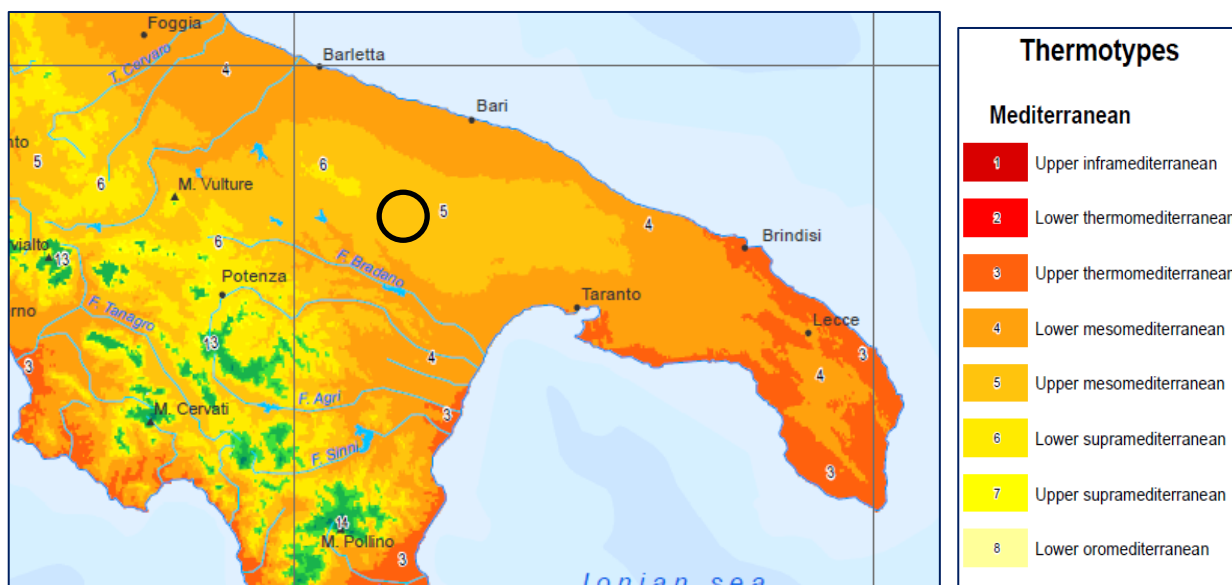 Foggia
T. Cervaro
4
Barletta
Bari
nto
5
6
6
M. Vulture
5
4
Brindisi
vialto
13
6
F. Bradano
Potenza
Taranto
F. Tanagro
rno
Lecce
13
3
4
3
4
F. Agri
3
M. Cervati
F. Sinni
3
14
M. Pollino
3
Ionian sea
Thermotypes
Mediterranean
1 Upper inframediterranean
2 Lower thermomediterranean
3 Upper thermomediterranean
4 Lower mesomediterranean
5 Upper mesomediterranean
6 Lower supramediterranean
7 Upper supramediterranean
8 Lower oromediterranean